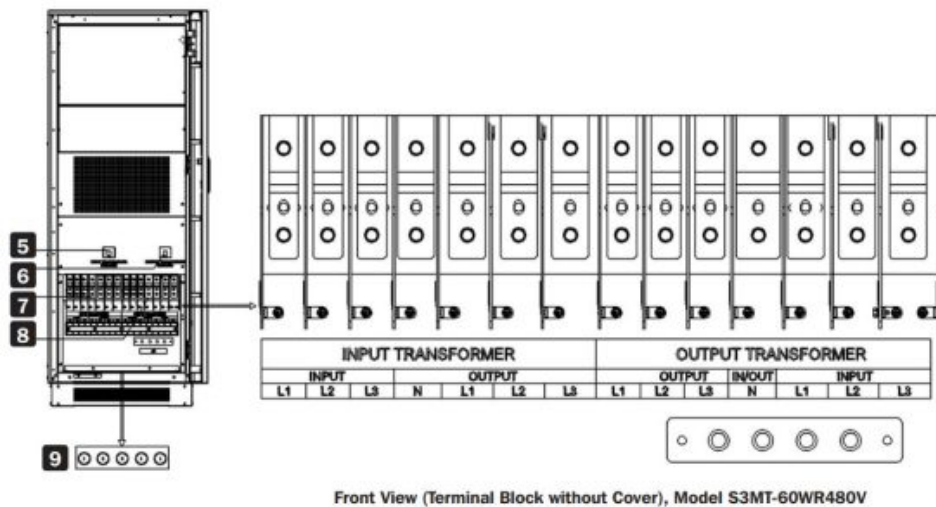 5
6
7
8
9
INPUT TRANSFORMER OUTPUT TRANSFORMER
INPUT OUTPUT OUTPUT IN/OUT INPUT
L1 L2 L3 N L1 L2 L3 L1 L2 L3 N L1 L2 L3
Front View (Terminal Block without Cover), Model S3MT-60WR480V